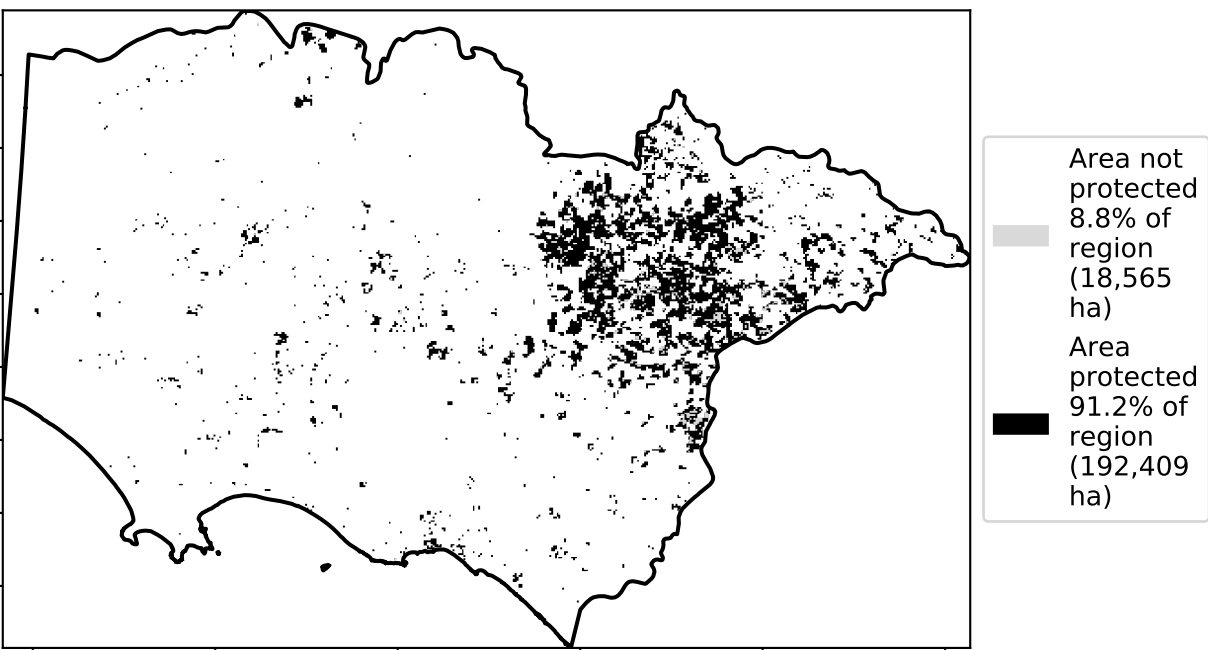 Area not
protected
8.8% of
region
(18,565
ha)
Area
protected
91.2% of
region
(192,409
ha)